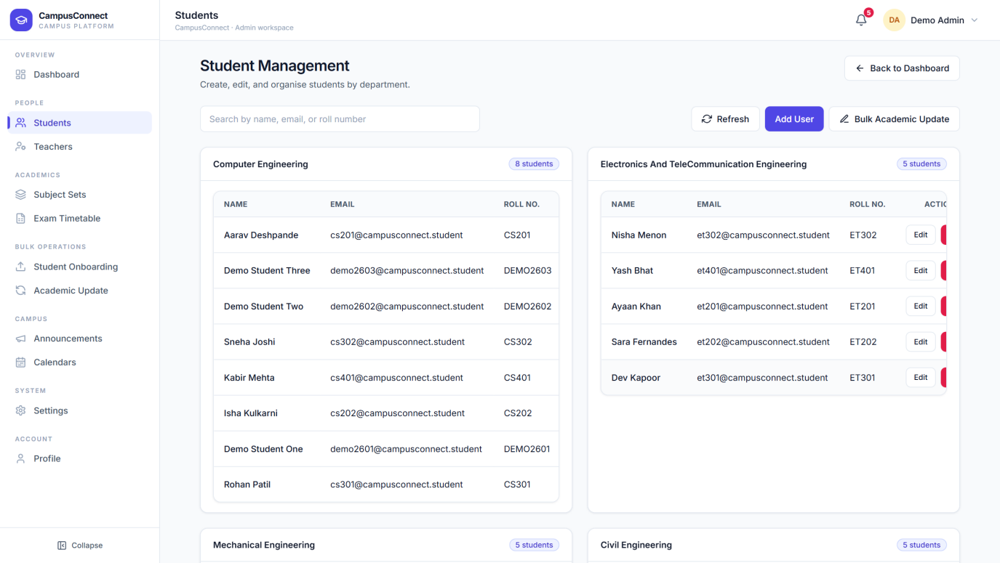 CampusConnect
CAMPUS PLATFORM
OVERVIEW
Dashboard
PEOPLE
Students
Teachers
ACADEMICS
Subject Sets
Exam Timetable
BULK OPERATIONS
Student Onboarding
Academic Update
CAMPUS
Announcements
Calendars
SYSTEM
Settings
ACCOUNT
Profile
Collapse
Students
CampusConnect · Admin workspace
5
DA
Demo Admin
Student Management
Create, edit, and organise students by department.
Back to Dashboard
Search by name, email, or roll number
Refresh
Add User
Bulk Academic Update
Computer Engineering
8 students
NAME EMAIL ROLL NO.
Aarav Deshpande cs201@campusconnect.student CS201
Demo Student Three demo2603@campusconnect.student DEMO2603
Demo Student Two demo2602@campusconnect.student DEMO2602
Sneha Joshi cs302@campusconnect.student CS302
Kabir Mehta cs401@campusconnect.student CS401
Isha Kulkarni cs202@campusconnect.student CS202
Demo Student One demo2601@campusconnect.student DEMO2601
Rohan Patil cs301@campusconnect.student CS301
Electronics And TeleCommunication Engineering
5 students
NAME EMAIL ROLL NO.
Nisha Menon et302@campusconnect.student ET302 Edit
Yash Bhat et401@campusconnect.student ET401 Edit
Ayaan Khan et201@campusconnect.student ET201 Edit
Sara Fernandes et202@campusconnect.student ET202 Edit
Dev Kapoor et301@campusconnect.student ET301 Edit
Mechanical Engineering
5 students
Civil Engineering
5 students